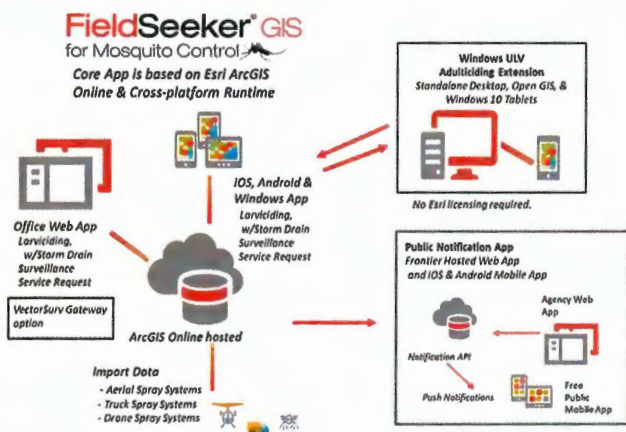 FieldSeeker® GIS
for Mosquito Control
Core App is based on Esri ArcGIS
Online & Cross-platform Runtime
Office Web App
Larviciding,
w/Storm Drain
Surveillance
Service Request
VectorSurv Gateway
option
iOS, Android &
Windows App
Larviciding,
w/Storm Drain
Surveillance
Service Request
ArcGIS Online hosted
Import Data
- Aerial Spray Systems
- Truck Spray Systems
- Drone Spray Systems
Windows ULV
Adulticiding Extension
Standalone Desktop, Open GIS, &
Windows 10 Tablets
No Esri licensing required.
Public Notification App
Frontier Hosted Web App
and iOS & Android Mobile App
Agency Web
App
Notification API
Push Notifications
Free
Public
Mobile App